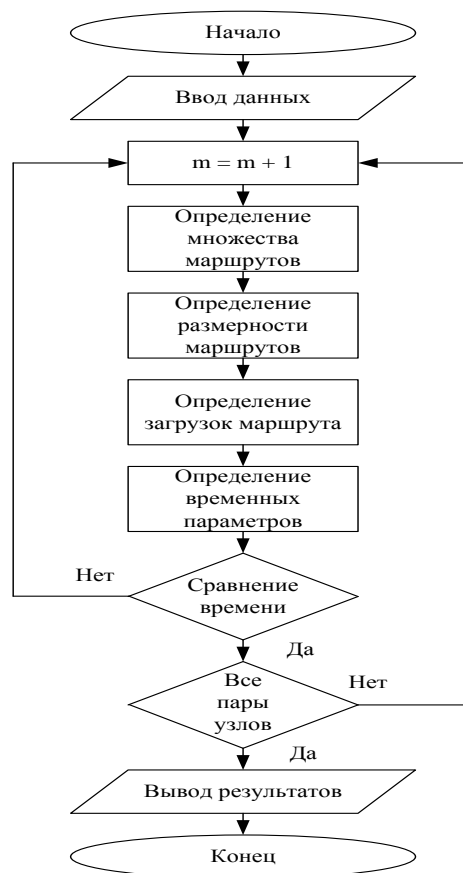 Начало
Ввод данных
m = m + 1
Определение
множества
маршрутов
Определение
размерности
маршрутов
Определение
загрузок маршрута
Определение
временных
параметров
Нет
Сравнение
времени
Да
Все
пары
узлов
Нет
Да
Вывод результатов
Конец